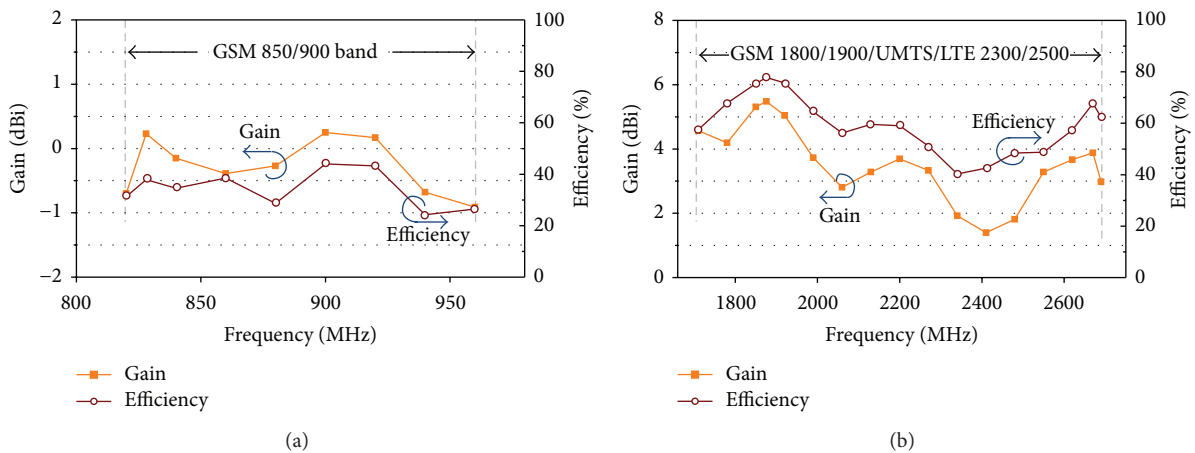 2
1
0
−1
−2
Gain (dBi)
GSM 850/900 band
Gain
Efficiency
100
80
60
40
20
0
Efficiency (%)
800
850
900
950
Frequency (MHz)
Gain
Efficiency
(a)
8
6
4
2
0
Gain (dBi)
GSM 1800/1900/UMTS/LTE 2300/2500
Efficiency
Gain
100
80
60
40
20
0
Efficiency (%)
1800
2000
2200
2400
2600
Frequency (MHz)
Gain
Efficiency
(b)